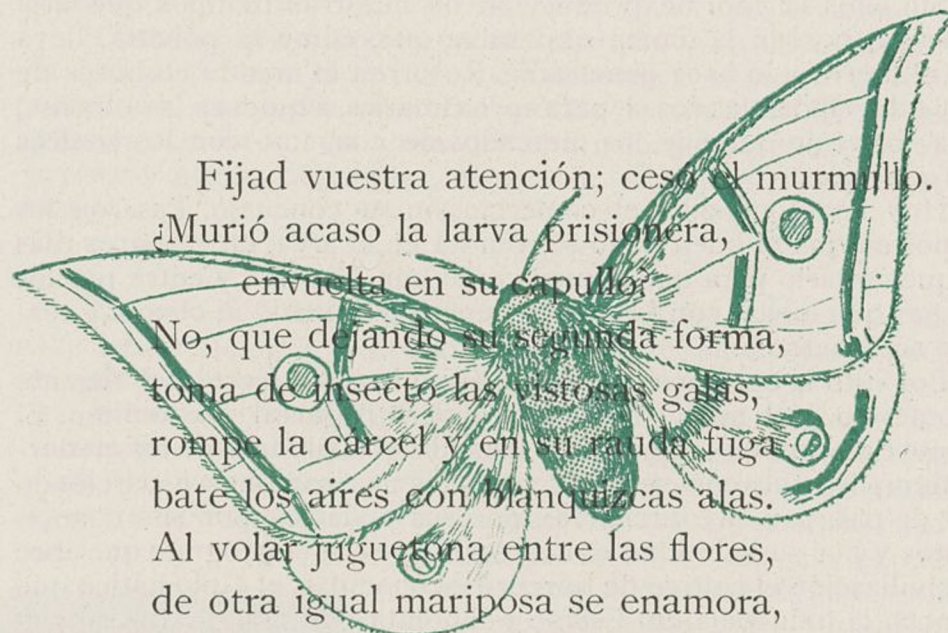 Fijad vuestra atención; cesó el murmullo.
¿Murió acaso la larva prisionera,
envuelta en su capullo?
No, que dejando su segunda forma,
toma de insecto las vistosas galas,
rompe la cárcel y en su rauda fuga
bate los aires con blanquizcas alas.
Al volar juguetona entre las flores,
de otra igual mariposa se enamora,